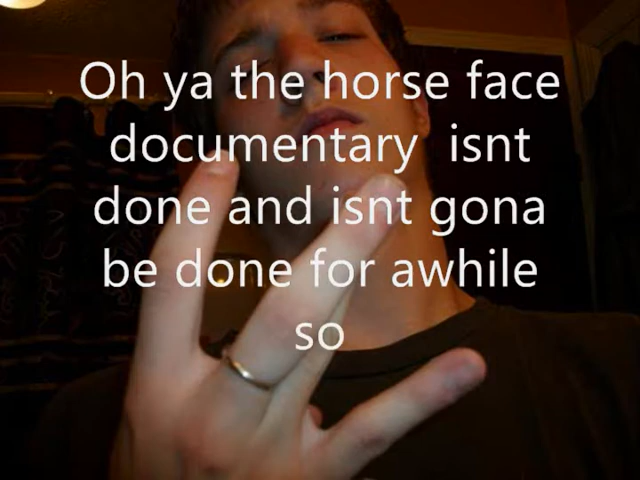 Oh ya the horse face
documentary  isnt
done and isnt gona
be done for awhile
so